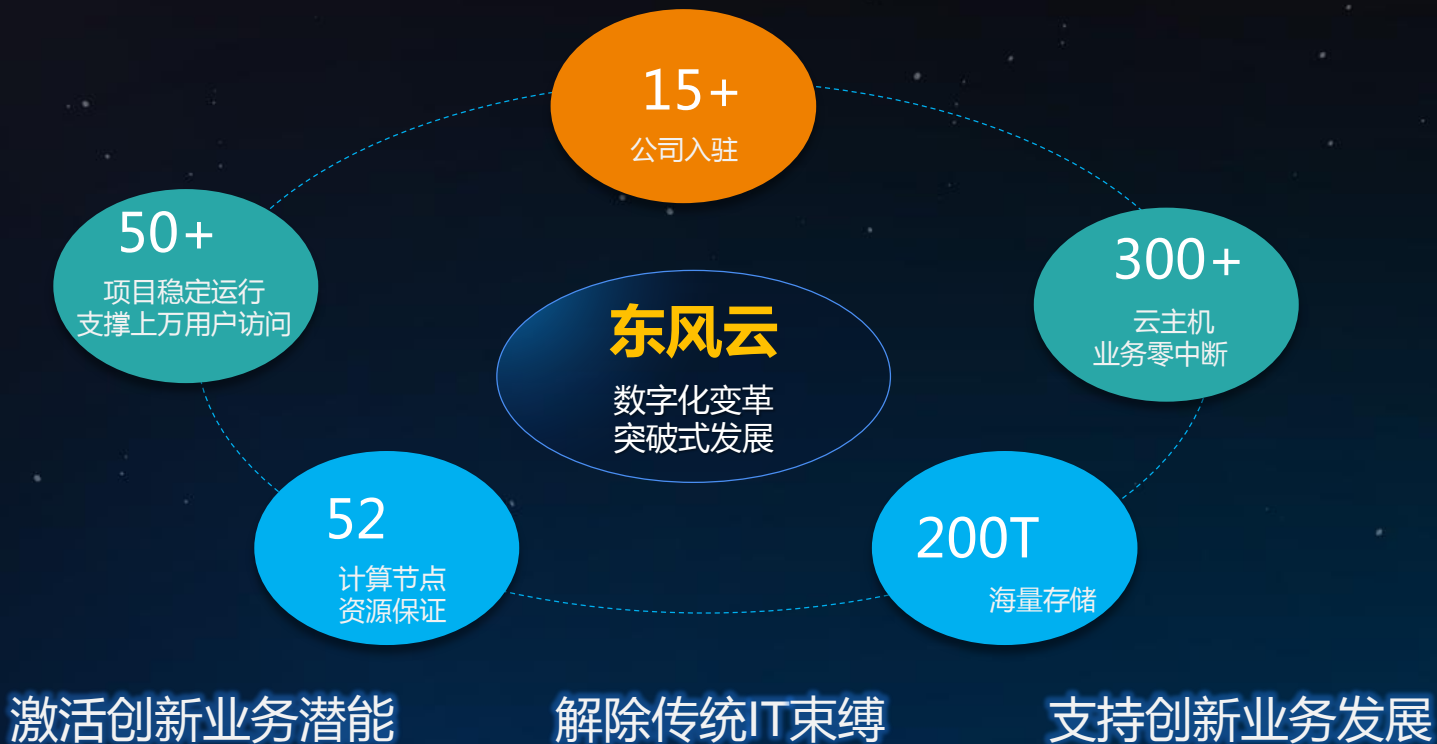 15+
公司入驻
50+
项目稳定运行
支撑上万用户访问
300+
云主机
业务零中断
东风云
数字化变革
突破式发展
52
计算节点
资源保证
200T
海量存储
激活创新业务潜能
解除传统IT束缚
支持创新业务发展